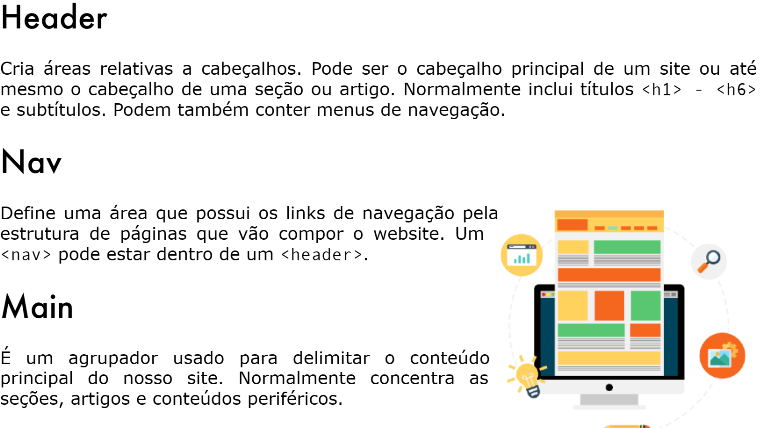 Header
Cria áreas relativas a cabeçalhos. Pode ser o cabeçalho principal de um site ou até
mesmo o cabeçalho de uma seção ou artigo. Normalmente inclui títulos <h1> - <h6>
e subtítulos. Podem também conter menus de navegação.
Nav
Define uma área que possui os links de navegação pela
estrutura de páginas que vão compor o website. Um
<nav> pode estar dentro de um <header>.
Main
É um agrupador usado para delimitar o conteúdo
principal do nosso site. Normalmente concentra as
seções, artigos e conteúdos periféricos.